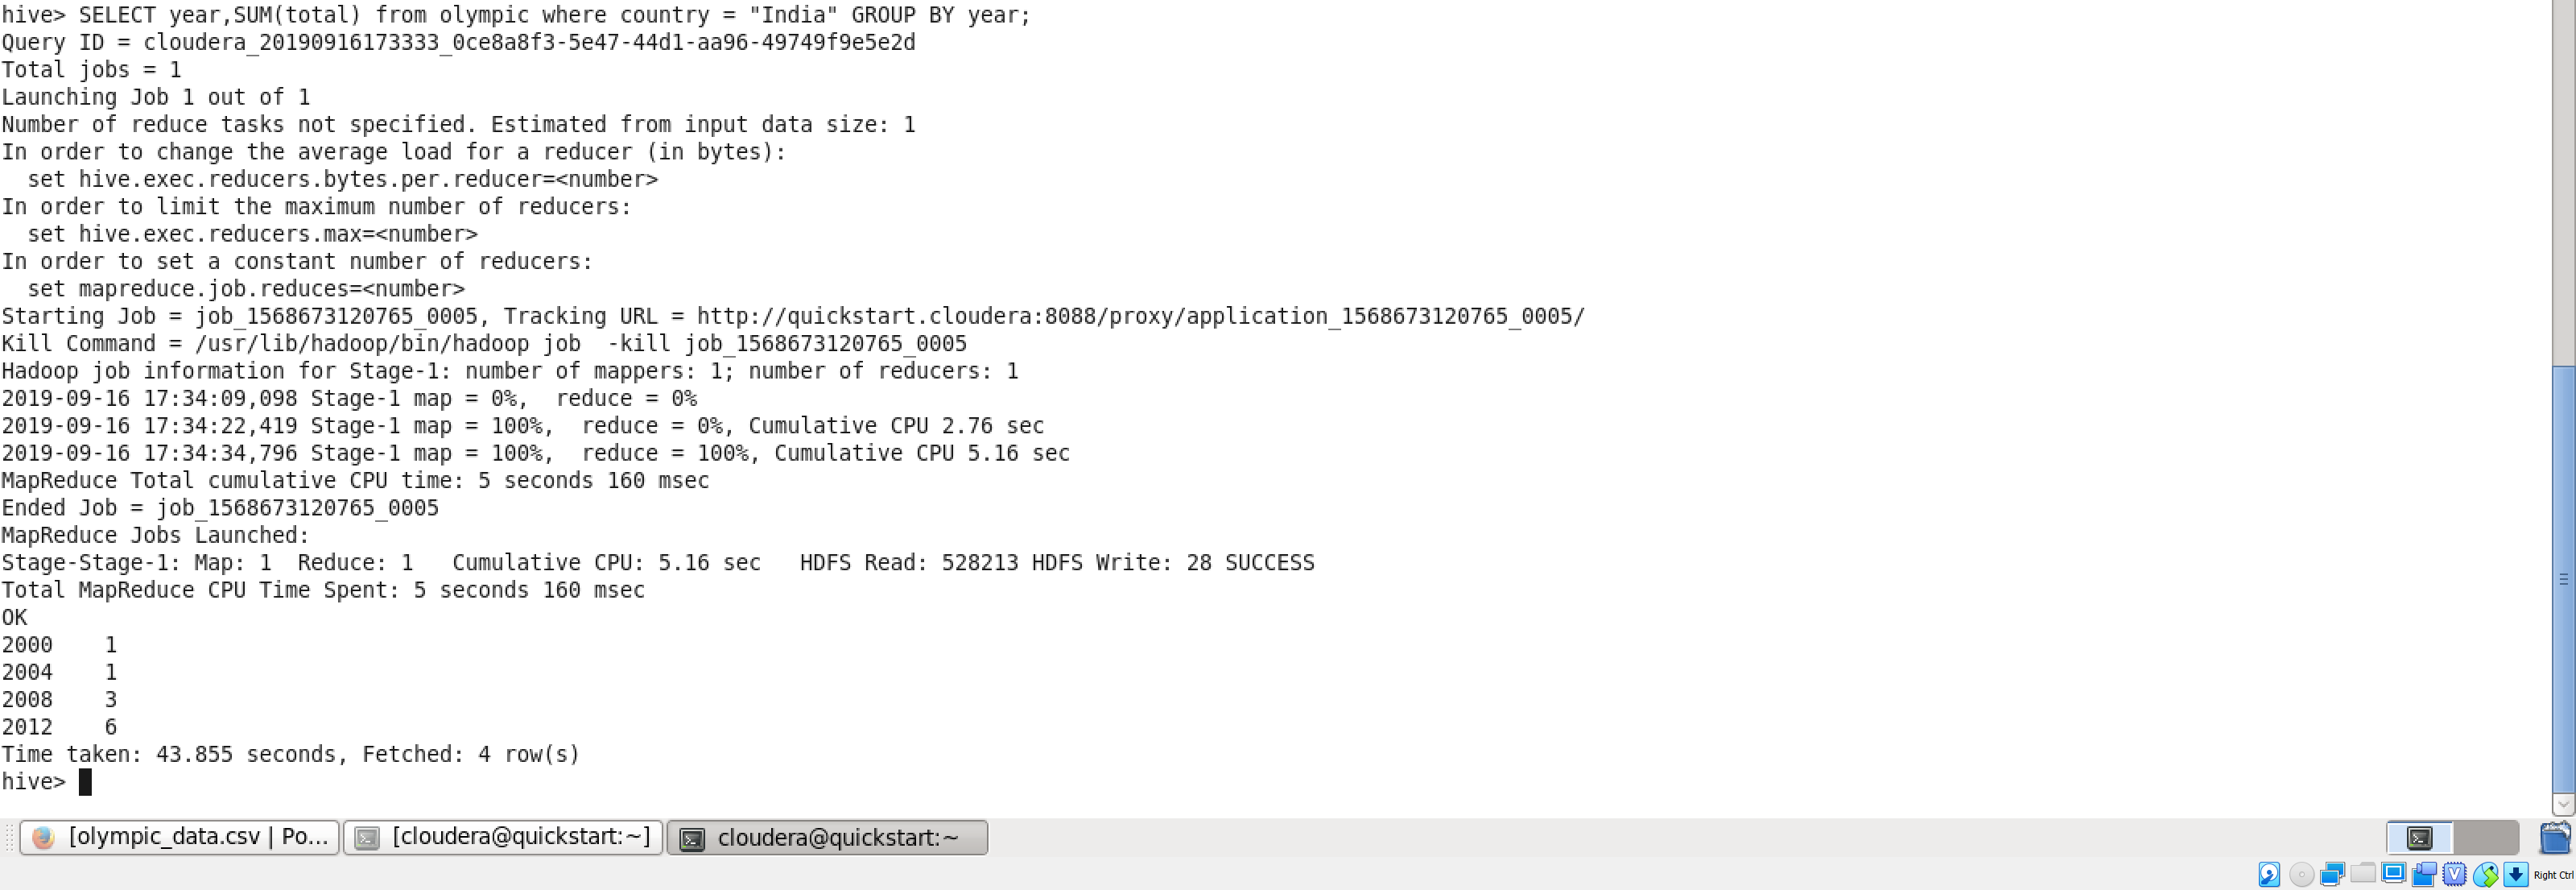 hive> SELECT year,SUM(total) from olympic where country = "India" GROUP BY year;
Query ID = cloudera_20190916173333_0ce8a8f3-5e47-44d1-aa96-49749f9e5e2d
Total jobs = 1
Launching Job 1 out of 1
Number of reduce tasks not specified. Estimated from input data size: 1
In order to change the average load for a reducer (in bytes):
  set hive.exec.reducers.bytes.per.reducer=<number>
In order to limit the maximum number of reducers:
  set hive.exec.reducers.max=<number>
In order to set a constant number of reducers:
  set mapreduce.job.reduces=<number>
Starting Job = job_1568673120765_0005, Tracking URL = http://quickstart.cloudera:8088/proxy/application_1568673120765_0005/
Kill Command = /usr/lib/hadoop/bin/hadoop job  -kill job_1568673120765_0005
Hadoop job information for Stage-1: number of mappers: 1; number of reducers: 1
2019-09-16 17:34:09,098 Stage-1 map = 0%,  reduce = 0%
2019-09-16 17:34:22,419 Stage-1 map = 100%,  reduce = 0%, Cumulative CPU 2.76 sec
2019-09-16 17:34:34,796 Stage-1 map = 100%,  reduce = 100%, Cumulative CPU 5.16 sec
MapReduce Total cumulative CPU time: 5 seconds 160 msec
Ended Job = job_1568673120765_0005
MapReduce Jobs Launched:
Stage-Stage-1: Map: 1  Reduce: 1   Cumulative CPU: 5.16 sec   HDFS Read: 528213 HDFS Write: 28 SUCCESS
Total MapReduce CPU Time Spent: 5 seconds 160 msec
OK
2000    1
2004    1
2008    3
2012    6
Time taken: 43.855 seconds, Fetched: 4 row(s)
hive>
[olympic_data.csv | Po... [cloudera@quickstart:~] cloudera@quickstart:~
Right Ctrl